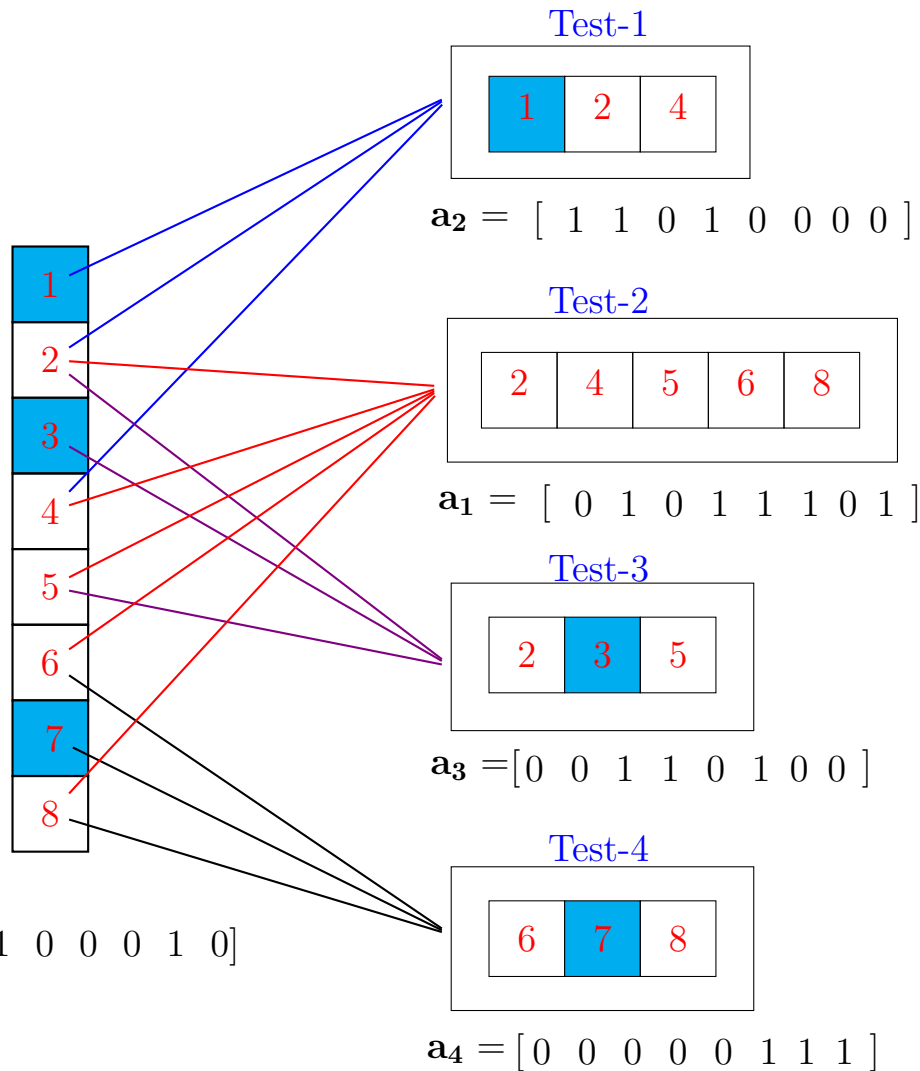 Test-1
1 2 4
a₂ = [ 1 1 0 1 0 0 0 0 ]
Test-2
2 4 5 6 8
a₁ = [ 0 1 0 1 1 1 0 1 ]
Test-3
2 3 5
a₃ =[0 0 1 1 0 1 0 0 ]
Test-4
6 7 8
a₄ =[0 0 0 0 0 1 1 1 ]
1
2
3
4
5
6
7
8
1 0 0 0 1 0]